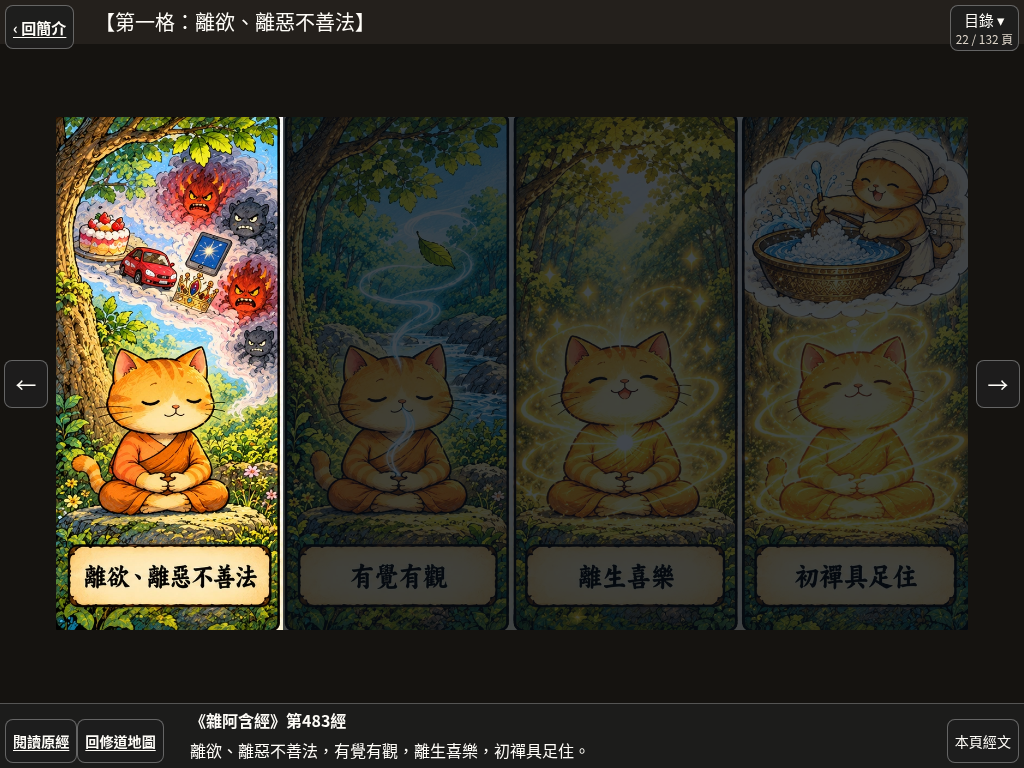 ‹ 回簡介
【第一格：離欲、離惡不善法】
目錄 ▾
22 / 132 頁
←
→
離欲、離惡不善法
有覺有觀
離生喜樂
初禪具足住
閱讀原經
回修道地圖
《雜阿含經》第483經
離欲、離惡不善法，有覺有觀，離生喜樂，初禪具足住。
本頁經文